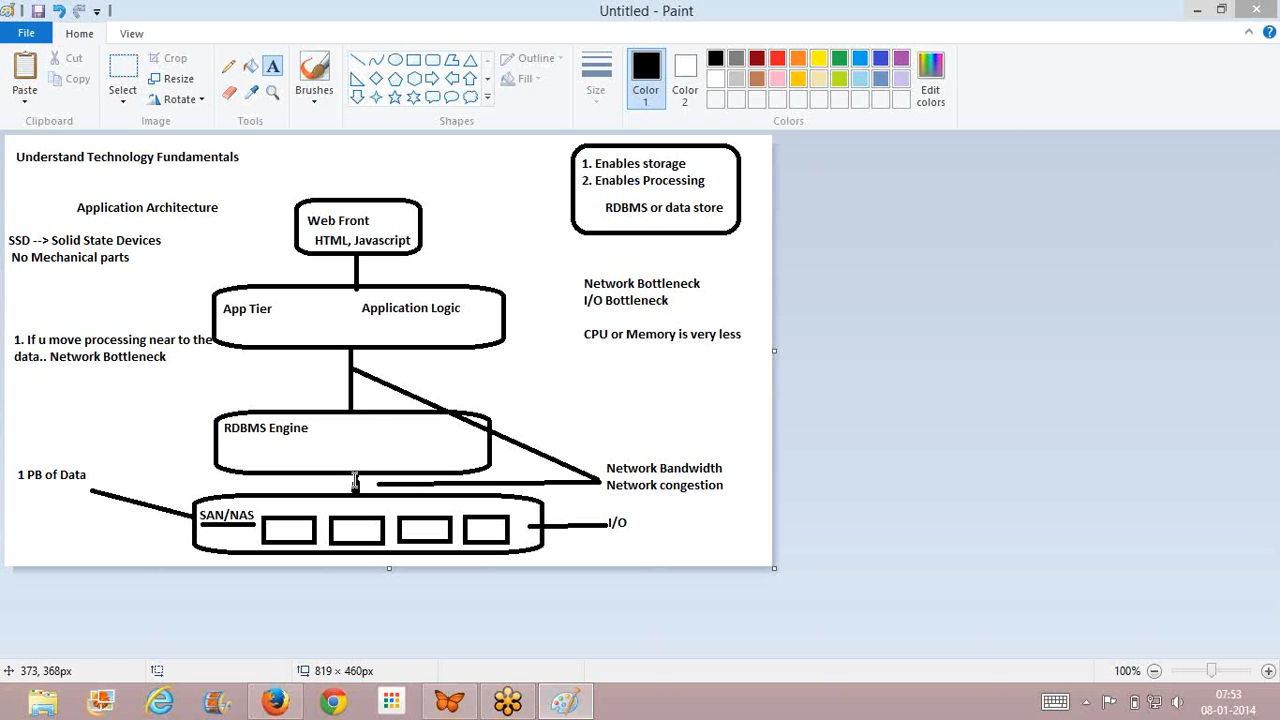 Untitled - Paint
File
Home
View
Paste
Cut
Copy
Clipboard
Select
Crop
Resize
Rotate
Image
Tools
Brushes
Shapes
Outline
Fill
Size
Color 1
Color 2
Edit colors
Colors
Understand Technology Fundamentals
Application Architecture
SSD --> Solid State Devices
No Mechanical parts
1. If u move processing near to the
data.. Network Bottleneck
1 PB of Data
Web Front
HTML, Javascript
App Tier
Application Logic
RDBMS Engine
SAN/NAS
1. Enables storage
2. Enables Processing
RDBMS or data store
Network Bottleneck
I/O Bottleneck
CPU or Memory is very less
Network Bandwidth
Network congestion
I/O
373, 368px
819 × 460px
100%
07:53
08-01-2014